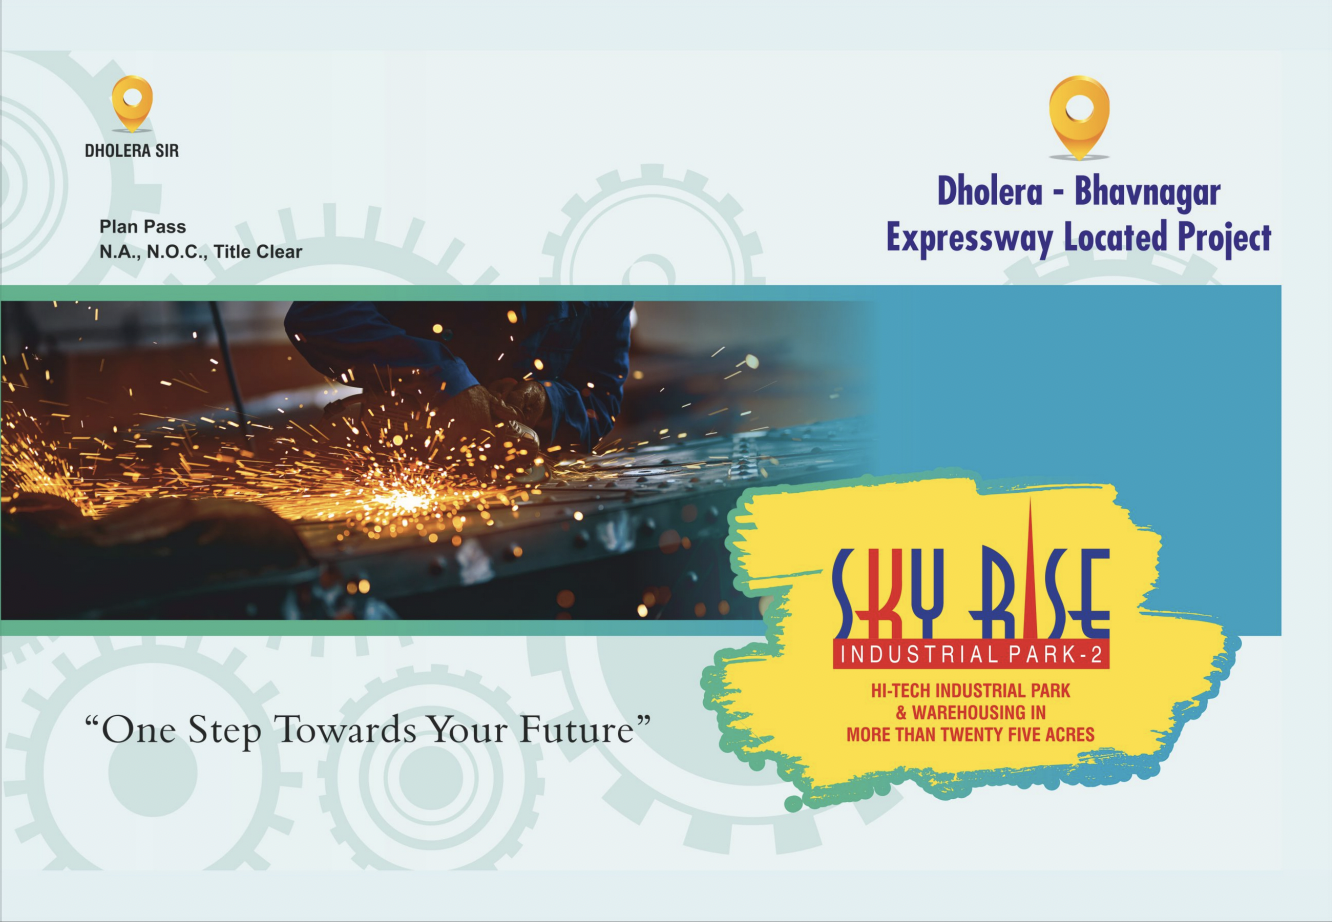 DHOLERA SIR
Plan Pass
N.A., N.O.C., Title Clear
Dholera - Bhavnagar
Expressway Located Project
SKY RISE
INDUSTRIAL PARK-2
HI-TECH INDUSTRIAL PARK
& WAREHOUSING IN
MORE THAN TWENTY FIVE ACRES
“One Step Towards Your Future”